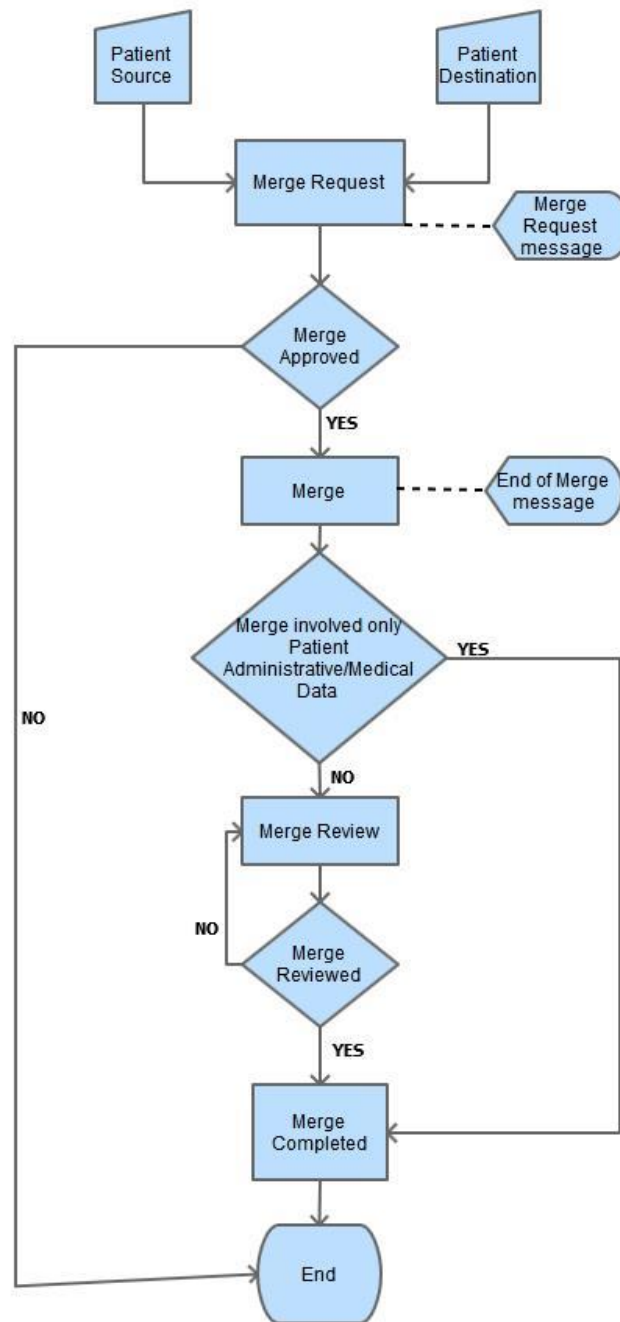 Patient
Source
Patient
Destination
Merge Request
Merge
Request
message
Merge
Approved
YES
Merge
End of Merge
message
Merge involved only
Patient
Administrative/Medical
Data
YES
NO
NO
Merge Review
NO
Merge
Reviewed
YES
Merge
Completed
End